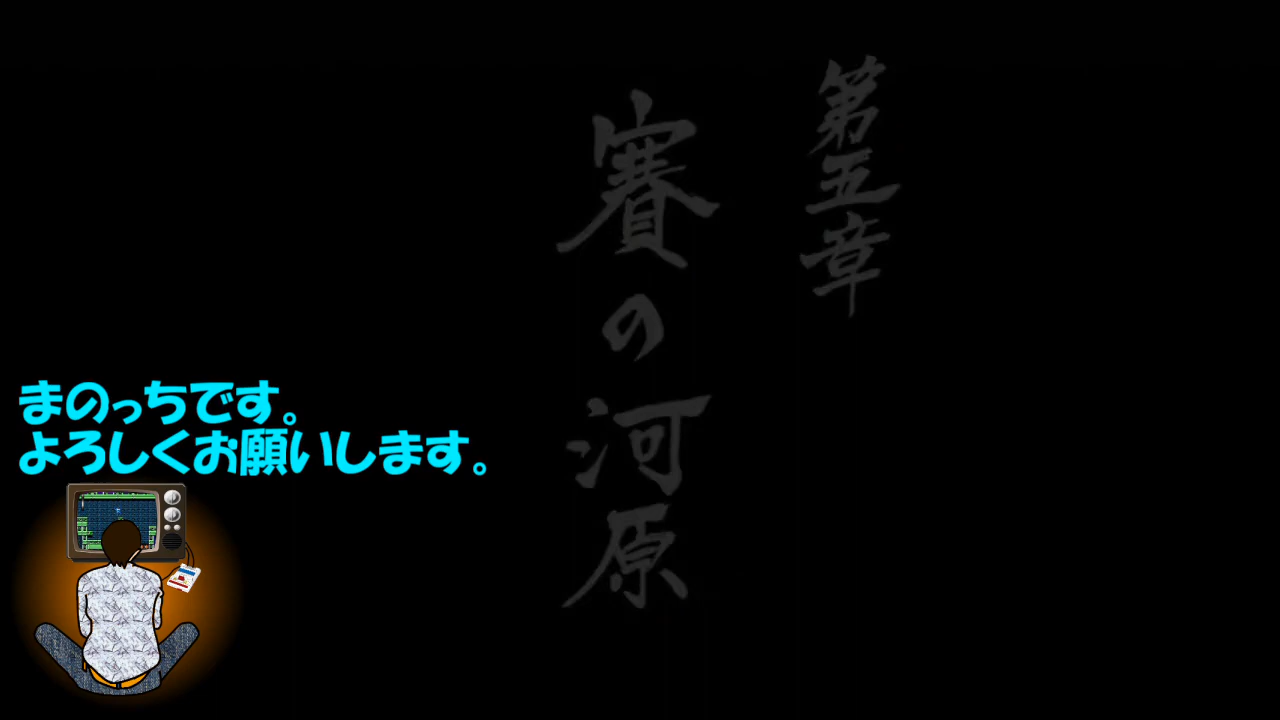 第五章
賽の河原
まのっちです。
よろしくお願いします。